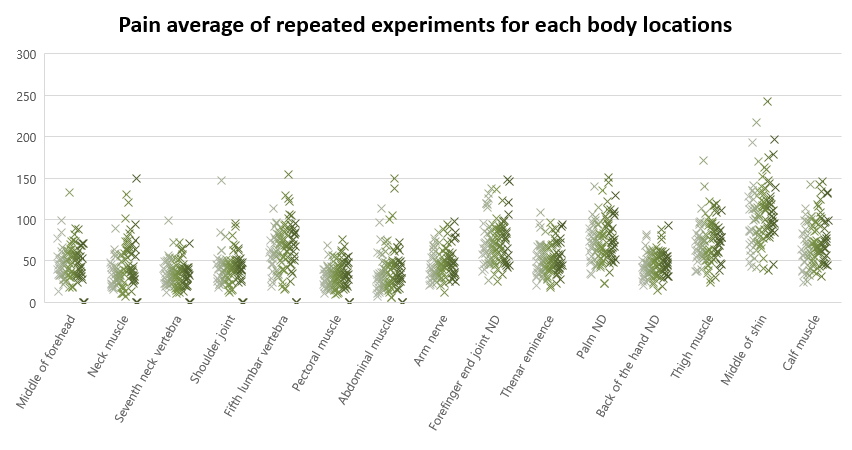 Pain average of repeated experiments for each body locations
300
250
200
150
100
50
0
Middle of forehead
Neck muscle
Seventh neck vertebra
Shoulder joint
Fifth lumbar vertebra
Pectoral muscle
Abdominal muscle
Arm nerve
Forefinger end joint ND
Thenar eminence
Palm ND
Back of the hand ND
Thigh muscle
Middle of shin
Calf muscle